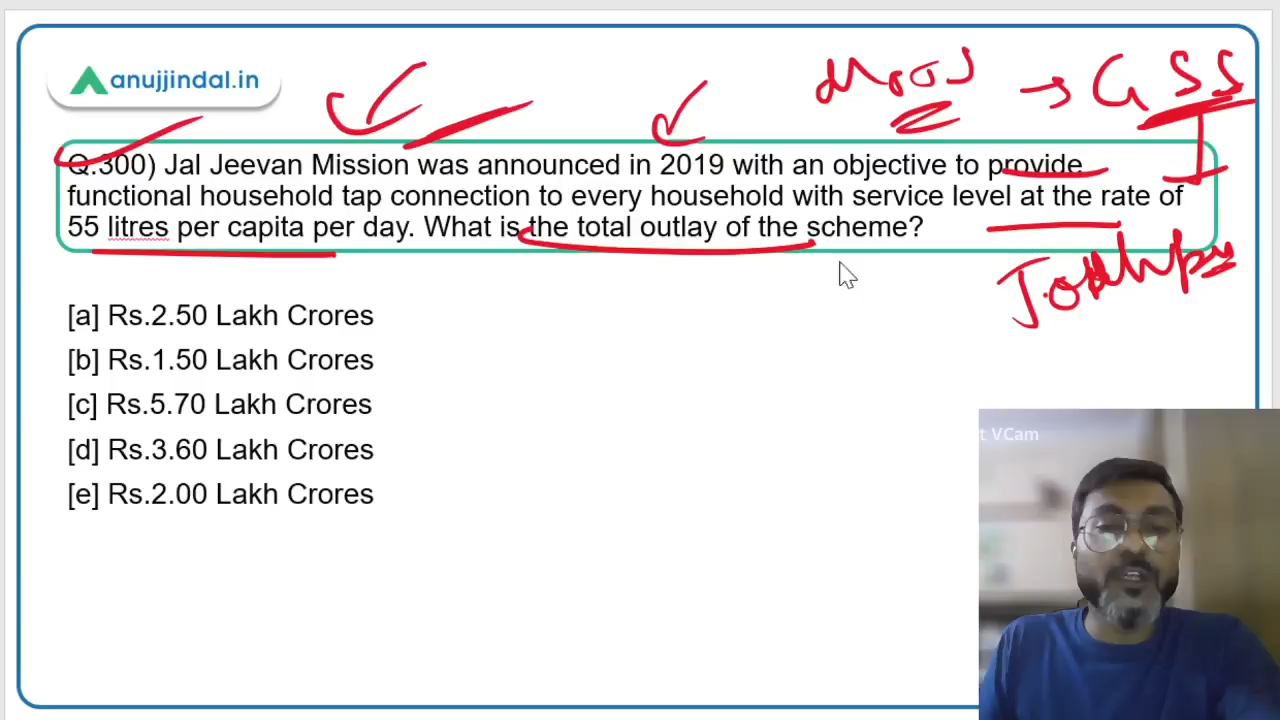 anujjindal.in
→ GSS
Q.300) Jal Jeevan Mission was announced in 2019 with an objective to provide
functional household tap connection to every household with service level at the rate of
55 litres per capita per day. What is the total outlay of the scheme?
[a] Rs.2.50 Lakh Crores
[b] Rs.1.50 Lakh Crores
[c] Rs.5.70 Lakh Crores
[d] Rs.3.60 Lakh Crores
[e] Rs.2.00 Lakh Crores
t VCam